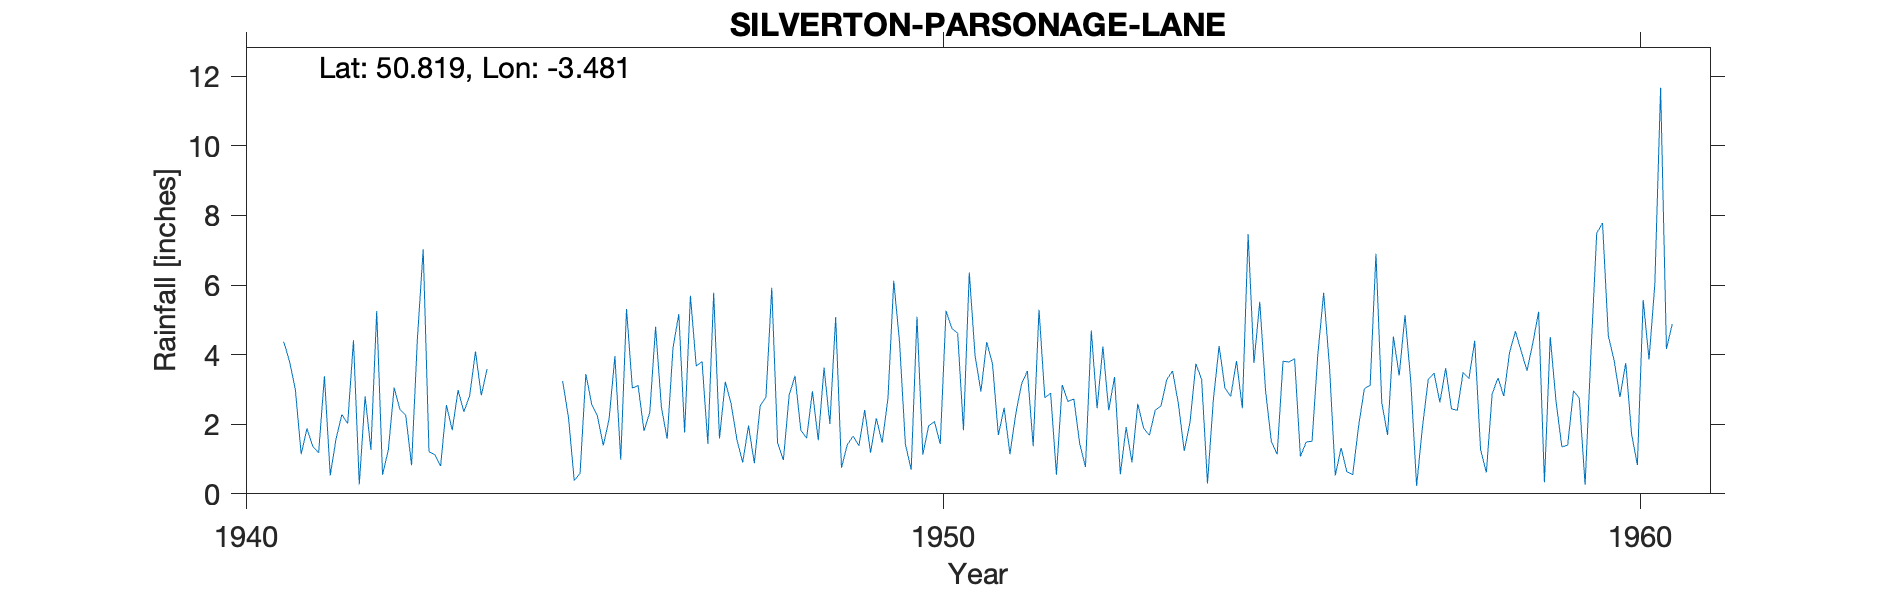 SILVERTON-PARSONAGE-LANE
Lat: 50.819, Lon: -3.481
12
10
8
6
4
2
0
Rainfall [inches]
1940 1950 1960
Year